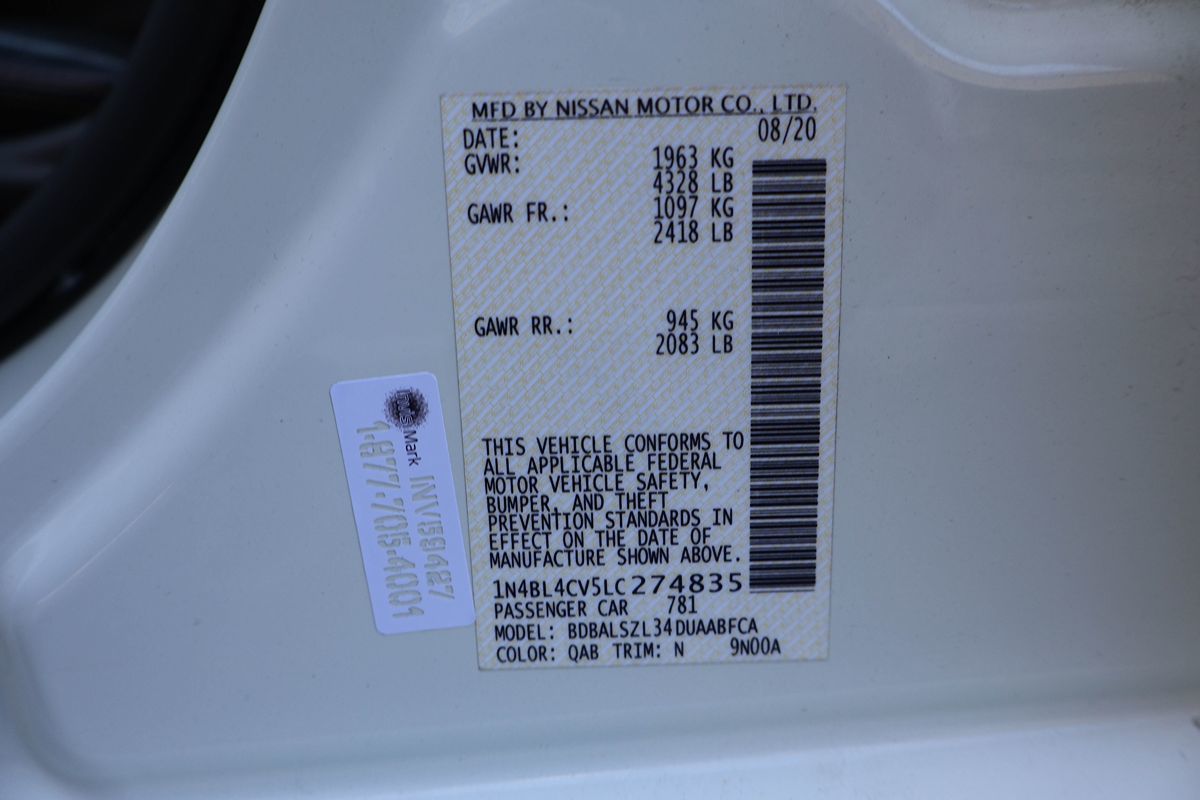 MFD BY NISSAN MOTOR CO., LTD.
DATE: 08/20
GVWR: 1963 KG
4328 LB
GAWR FR.: 1097 KG
2418 LB
GAWR RR.: 945 KG
2083 LB
THIS VEHICLE CONFORMS TO
ALL APPLICABLE FEDERAL
MOTOR VEHICLE SAFETY,
BUMPER, AND THEFT
PREVENTION STANDARDS IN
EFFECT ON THE DATE OF
MANUFACTURE SHOWN ABOVE.
1N4BL4CV5LC274835
PASSENGER CAR 781
MODEL: BDBALSZL34DUAABFCA
COLOR: QAB TRIM: N 9N00A
Mark
INV59427
1-877-705-4001